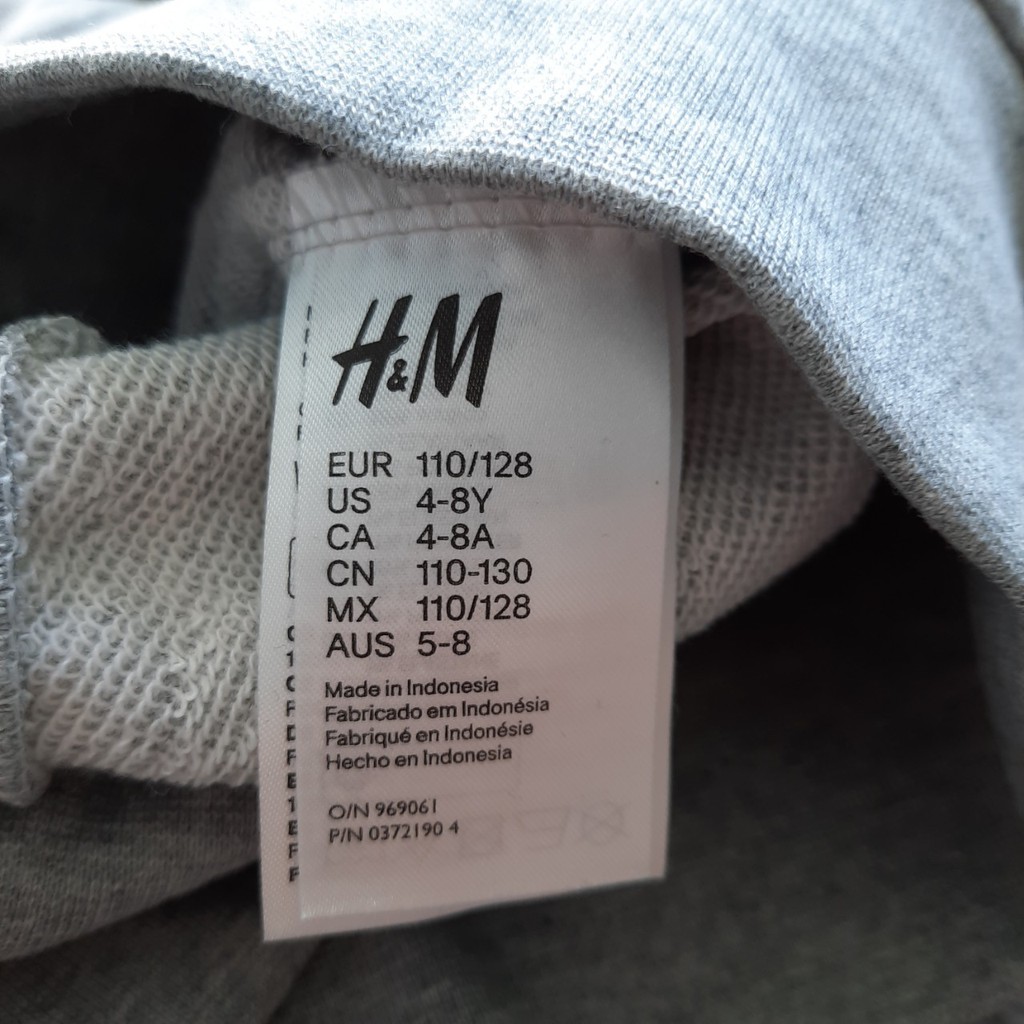 H&M
EUR 110/128
US 4-8Y
CA 4-8A
CN 110-130
MX 110/128
AUS 5-8
Made in Indonesia
Fabricado em Indonésia
Fabriqué en Indonésie
Hecho en Indonesia
O/N 969061
P/N 0372190 4